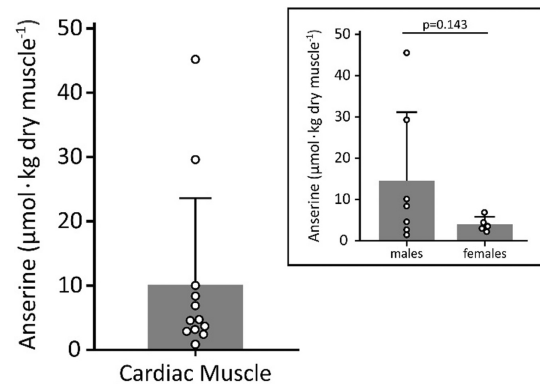 Anserine (µmol·kg dry muscle⁻¹)
50
40
30
20
10
0
Cardiac Muscle
p=0.143
Anserine (µmol·kg dry muscle⁻¹)
50
40
30
20
10
0
males
females